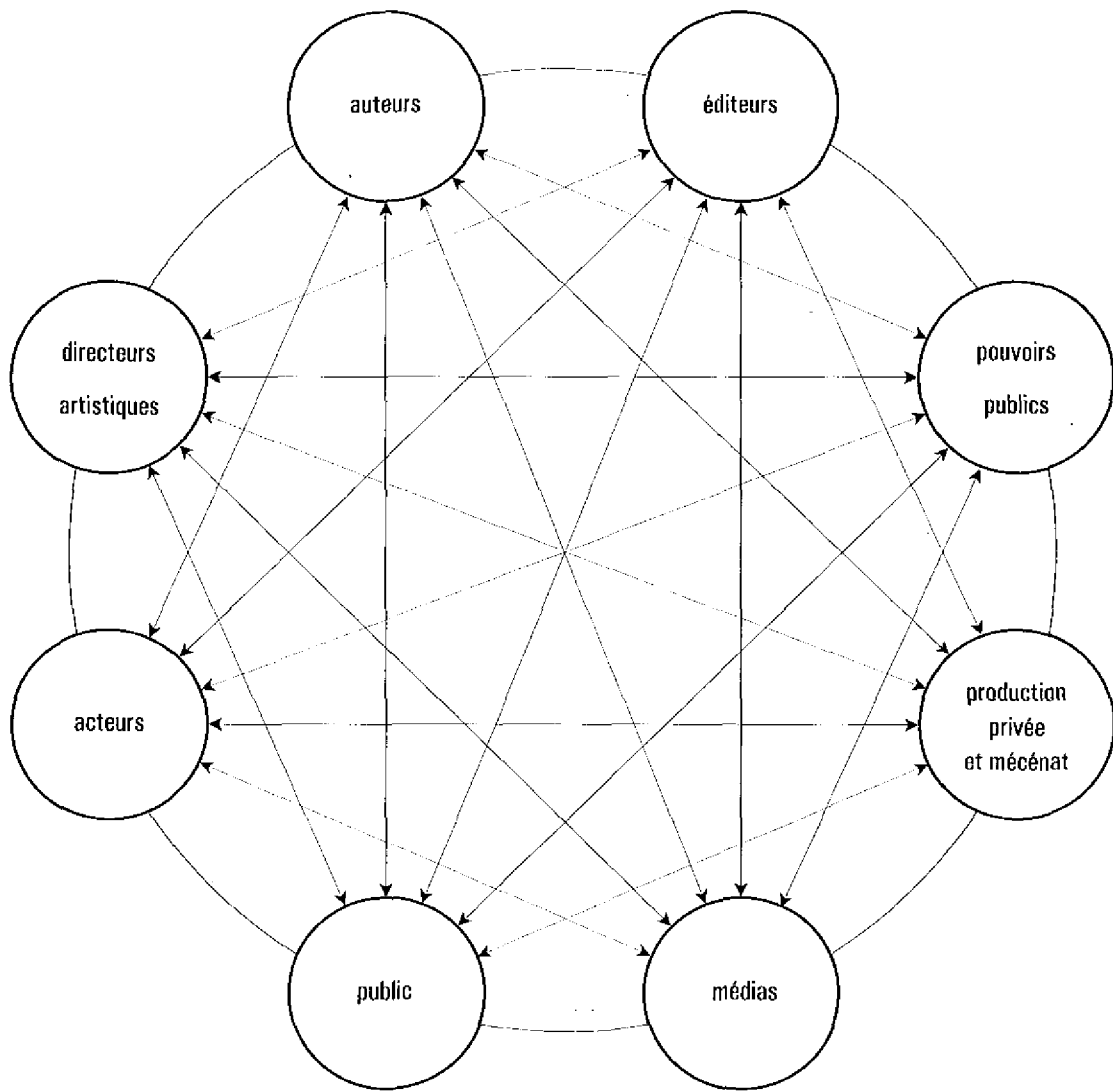 auteurs
éditeurs
directeurs
artistiques
pouvoirs
publics
acteurs
production
privée
et mécénat
public
médias